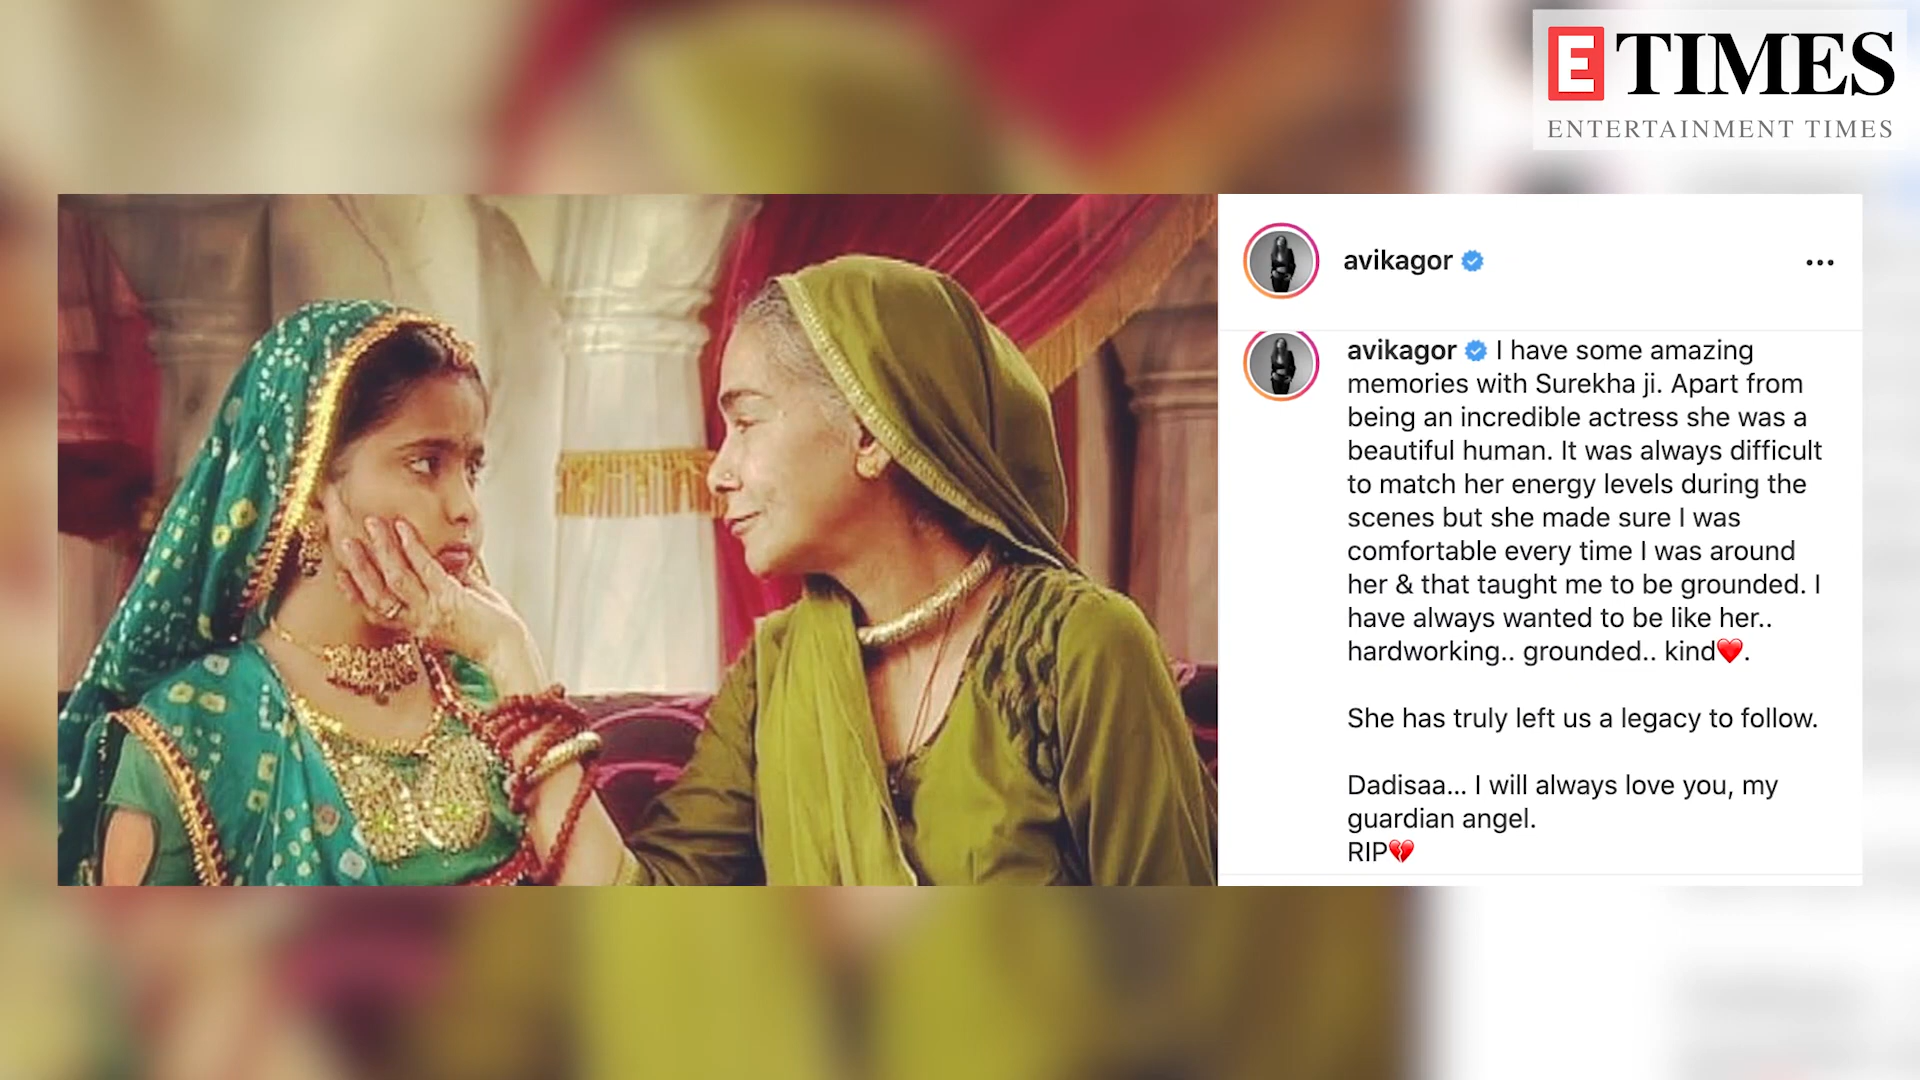 E TIMES
ENTERTAINMENT TIMES
avikagor
avikagor I have some amazing
memories with Surekha ji. Apart from
being an incredible actress she was a
beautiful human. It was always difficult
to match her energy levels during the
scenes but she made sure I was
comfortable every time I was around
her & that taught me to be grounded. I
have always wanted to be like her..
hardworking.. grounded.. kind❤️.
She has truly left us a legacy to follow.
Dadisaa... I will always love you, my
guardian angel.
RIP💔